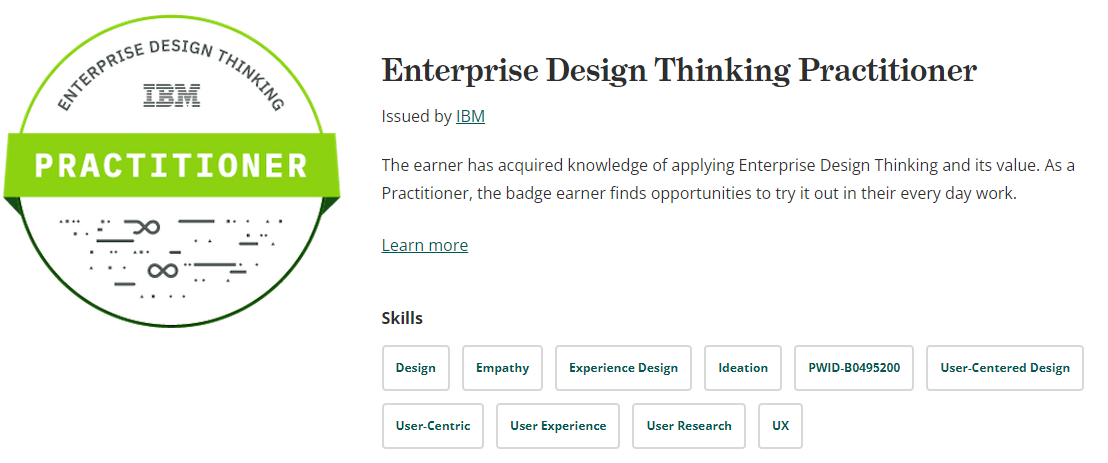 ENTERPRISE DESIGN THINKING
IBM
PRACTITIONER
Enterprise Design Thinking Practitioner
Issued by IBM
The earner has acquired knowledge of applying Enterprise Design Thinking and its value. As a
Practitioner, the badge earner finds opportunities to try it out in their every day work.
Learn more
Skills
Design
Empathy
Experience Design
Ideation
PWID-B0495200
User-Centered Design
User-Centric
User Experience
User Research
UX